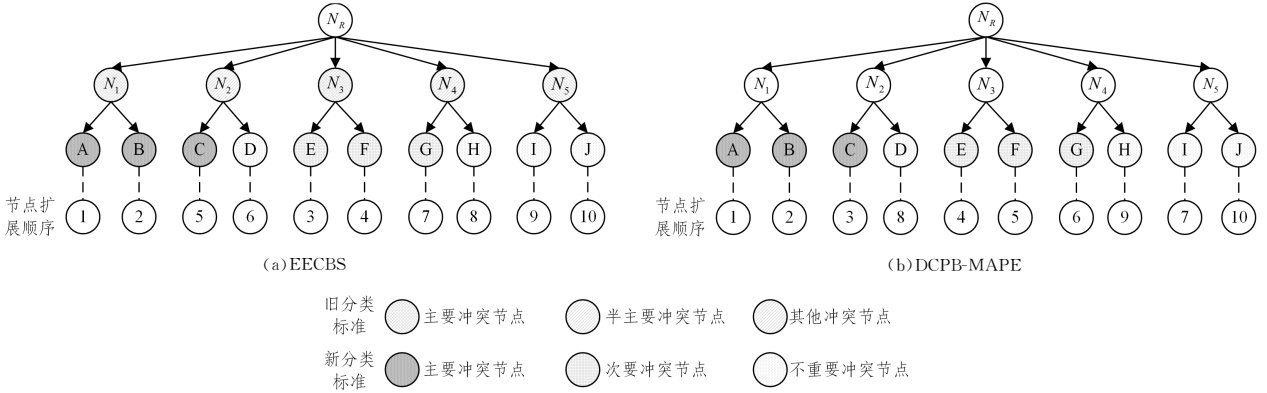 N_R N_R
N_1 N_2 N_3 N_4 N_5 N_1 N_2 N_3 N_4 N_5
A B C D E F G H I J A B C D E F G H I J
节点扩
展顺序
1 2 5 6 3 4 7 8 9 10
节点扩
展顺序
1 2 3 8 4 5 6 9 7 10
(a)EECBS (b)DCPB-MAPE
旧分类
标准
主要冲突节点 半主要冲突节点 其他冲突节点
新分类
标准
主要冲突节点 次要冲突节点 不重要冲突节点